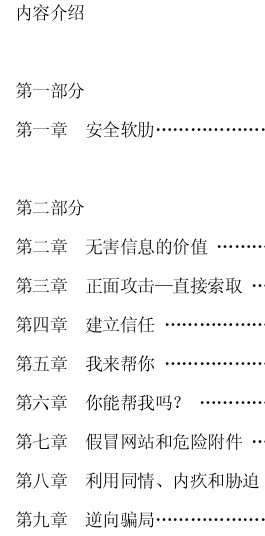 内容介绍
第一部分
第一章 安全软肋…………………
第二部分
第二章 无害信息的价值 ………
第三章 正面攻击—直接索取 …
第四章 建立信任 ………………
第五章 我来帮你 ………………
第六章 你能帮我吗？ …………
第七章 假冒网站和危险附件 …
第八章 利用同情、内疚和胁迫
第九章 逆向骗局…………………